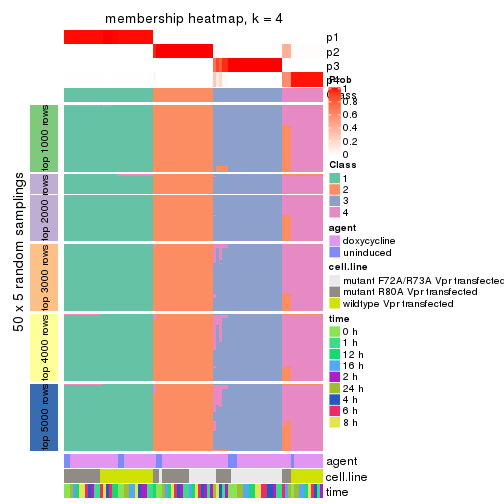 membership heatmap, k = 4
p1
p2
p3
p4
Prob
1
0.8
0.6
0.4
0.2
0
Class
50 x 5 random samplings
top 1000 rows
top 2000 rows
top 3000 rows
top 4000 rows
top 5000 rows
Class
1
2
3
4
agent
doxycycline
uninduced
cell.line
mutant F72A/R73A Vpr transfected
mutant R80A Vpr transfected
wildtype Vpr transfected
time
0 h
1 h
12 h
16 h
2 h
24 h
4 h
6 h
8 h
agent
cell.line
time